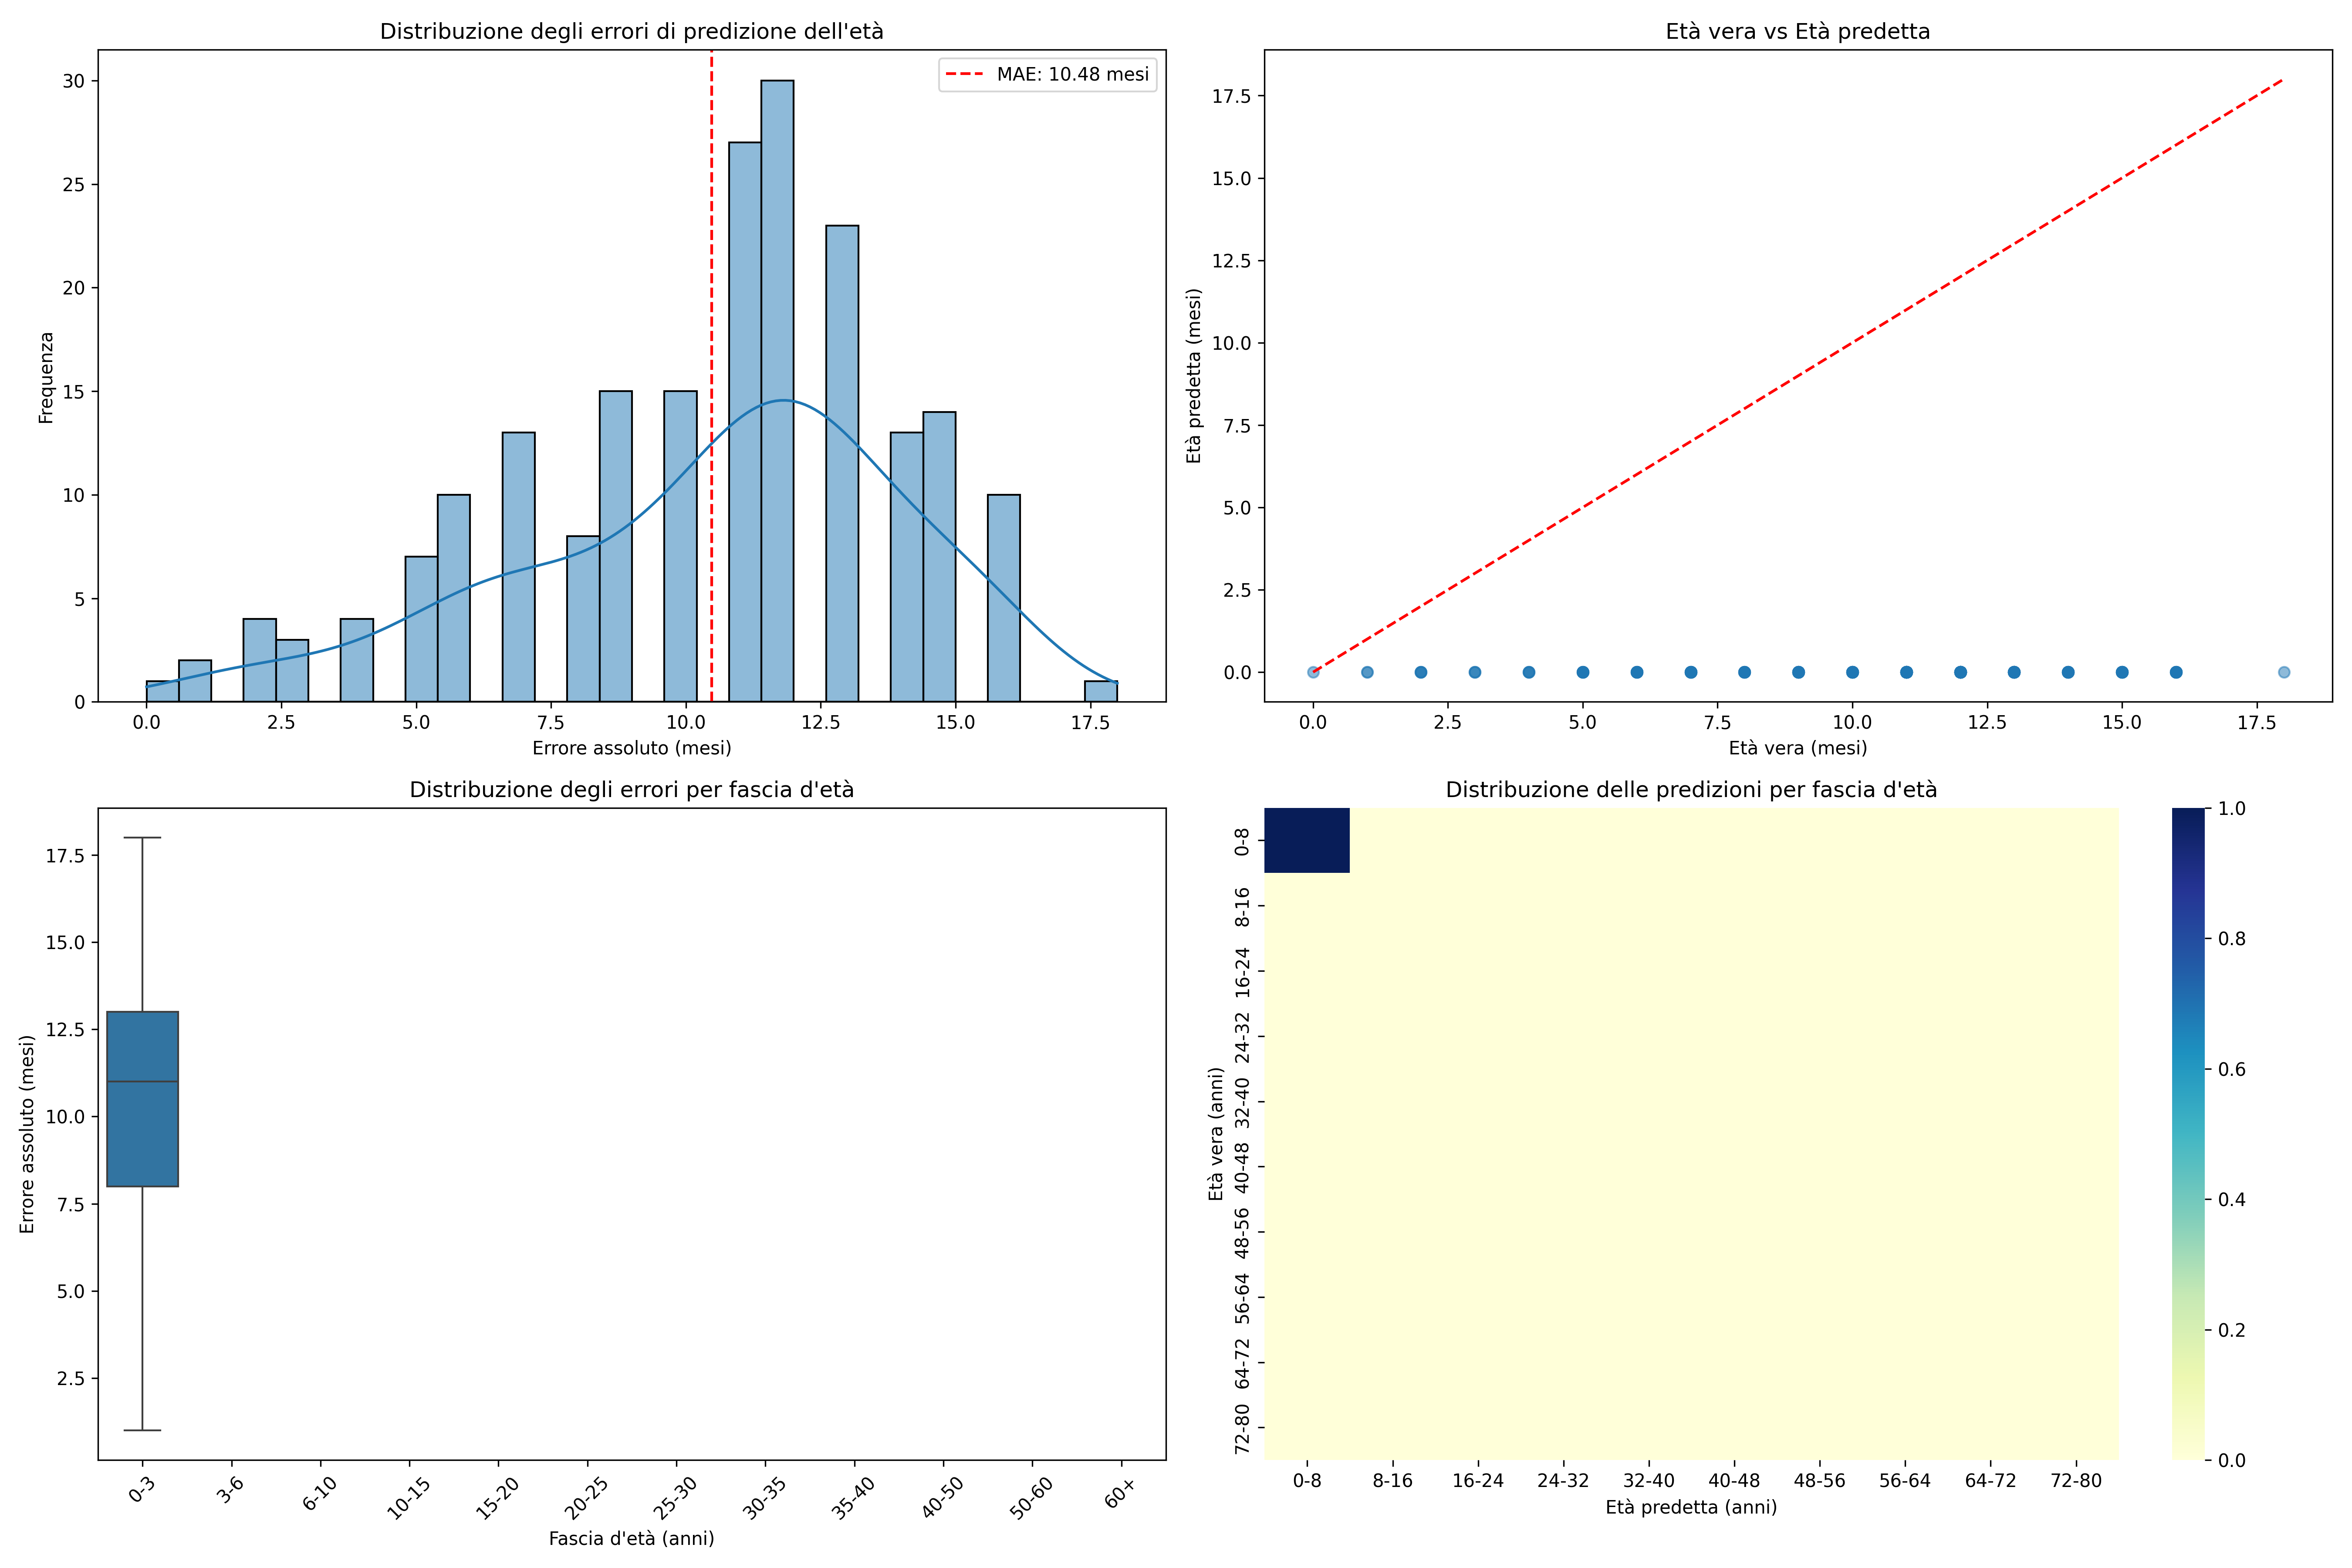 Distribuzione degli errori di predizione dell'età
MAE: 10.48 mesi
Frequenza
30
25
20
15
10
5
0
0.0 2.5 5.0 7.5 10.0 12.5 15.0 17.5
Errore assoluto (mesi)
Età vera vs Età predetta
Età predetta (mesi)
17.5
15.0
12.5
10.0
7.5
5.0
2.5
0.0
0.0 2.5 5.0 7.5 10.0 12.5 15.0 17.5
Età vera (mesi)
Distribuzione degli errori per fascia d'età
Errore assoluto (mesi)
17.5
15.0
12.5
10.0
7.5
5.0
2.5
0-3 3-6 6-10 10-15 15-20 20-25 25-30 30-35 35-40 40-50 50-60 60+
Fascia d'età (anni)
Distribuzione delle predizioni per fascia d'età
Età vera (anni)
0-8
8-16
16-24
24-32
32-40
40-48
48-56
56-64
64-72
72-80
0-8 8-16 16-24 24-32 32-40 40-48 48-56 56-64 64-72 72-80
Età predetta (anni)
1.0
0.8
0.6
0.4
0.2
0.0